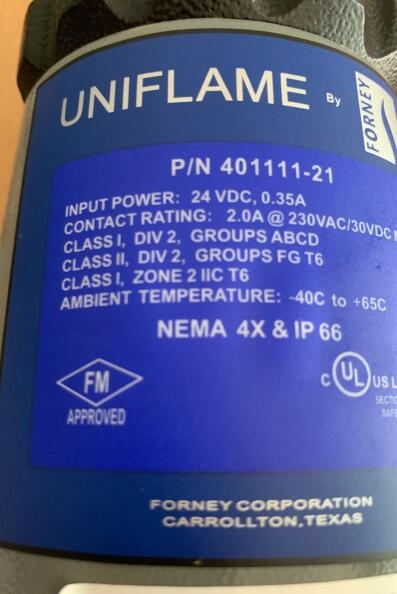 UNIFLAME By FORNEY
P/N 401111-21
INPUT POWER: 24 VDC, 0.35A
CONTACT RATING: 2.0A @ 230VAC/30VDC
CLASS I, DIV 2, GROUPS ABCD
CLASS II, DIV 2, GROUPS FG T6
CLASS I, ZONE 2 IIC T6
AMBIENT TEMPERATURE: -40C to +65C
NEMA 4X & IP 66
FM
APPROVED
C UL US
FORNEY CORPORATION
CARROLLTON, TEXAS